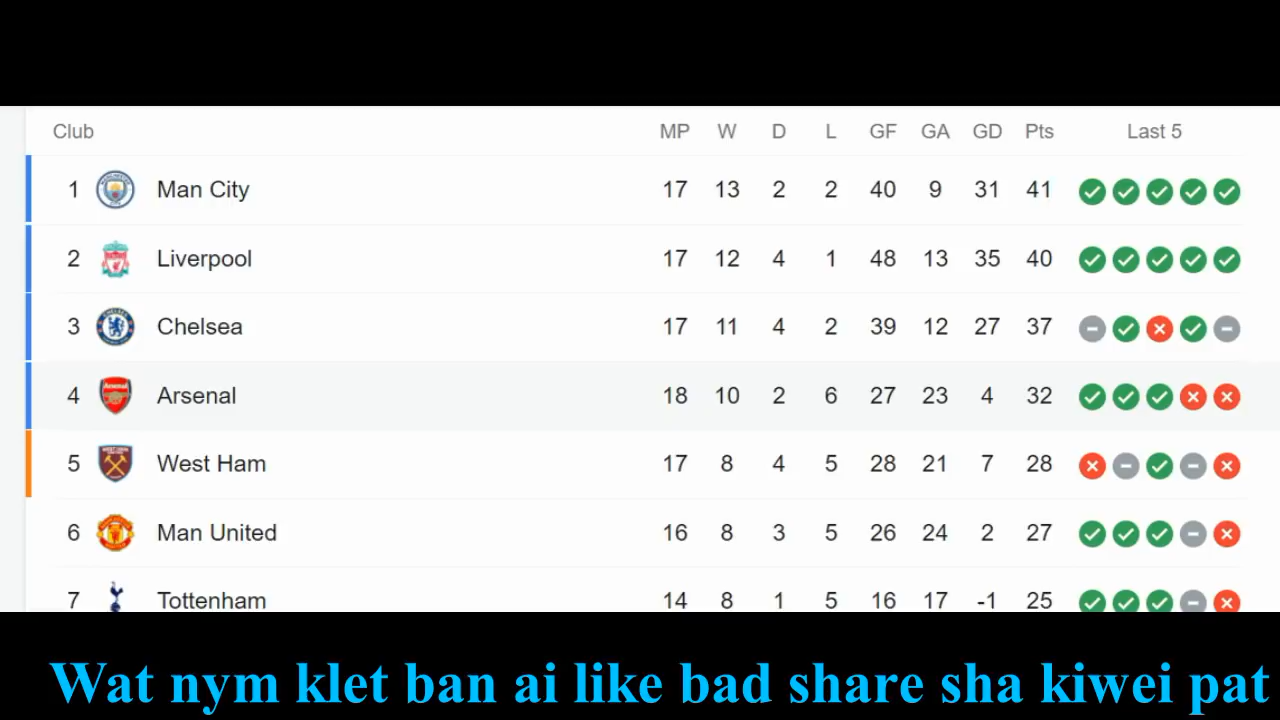 Club MP W D L GF GA GD Pts Last 5
1 Man City 17 13 2 2 40 9 31 41
2 Liverpool 17 12 4 1 48 13 35 40
3 Chelsea 17 11 4 2 39 12 27 37
4 Arsenal 18 10 2 6 27 23 4 32
5 West Ham 17 8 4 5 28 21 7 28
6 Man United 16 8 3 5 26 24 2 27
7 Tottenham 14 8 1 5 16 17 -1 25
Wat nym klet ban ai like bad share sha kiwei pat